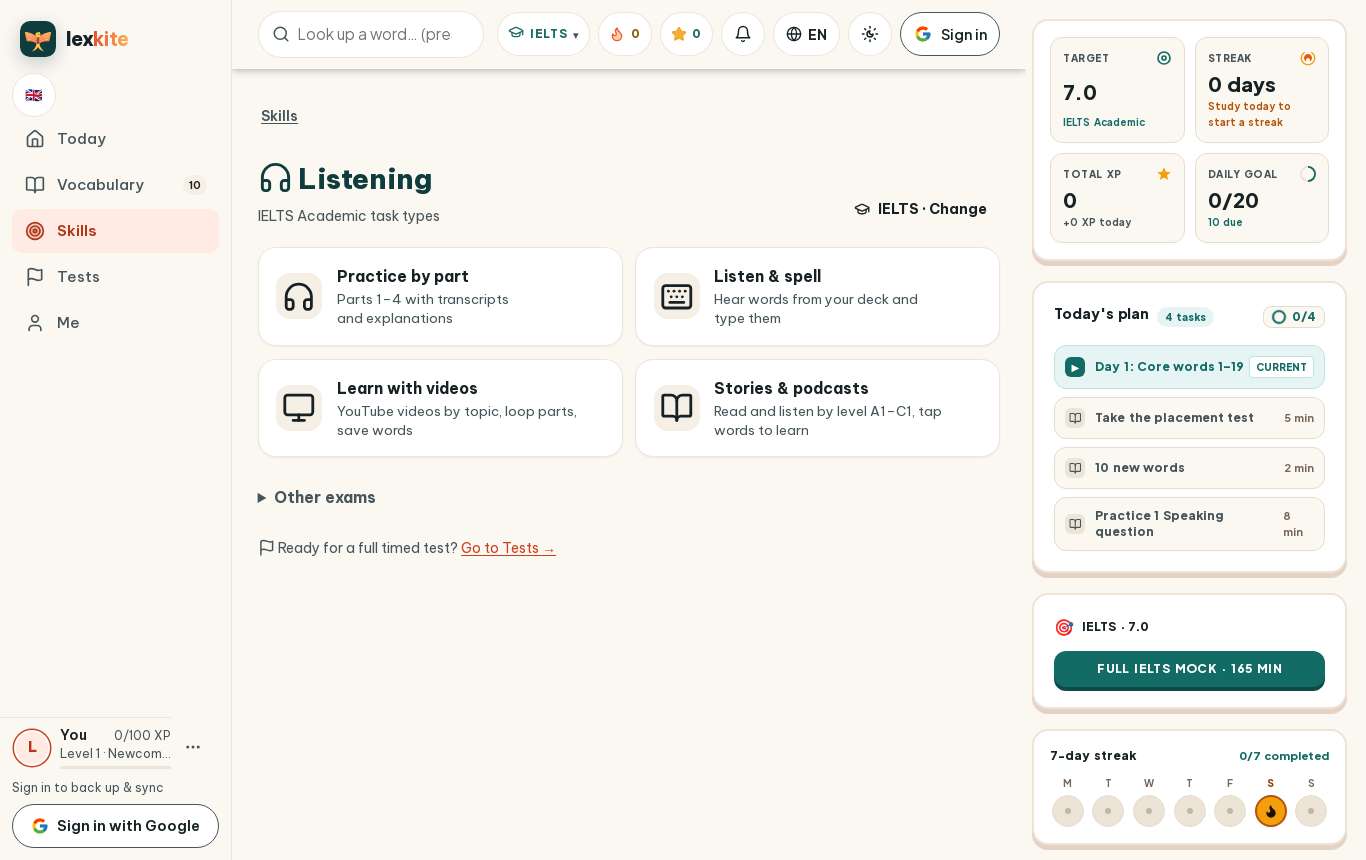 lexkite
Today
Vocabulary 10
Skills
Tests
Me
L
You 0/100 XP
Level 1 · Newcom...
Sign in to back up & sync
Sign in with Google
Look up a word... (pre
IELTS ▾
0
0
EN
Sign in
Skills
Listening
IELTS Academic task types
IELTS · Change
Practice by part
Parts 1–4 with transcripts
and explanations
Listen & spell
Hear words from your deck and
type them
Learn with videos
YouTube videos by topic, loop parts,
save words
Stories & podcasts
Read and listen by level A1–C1, tap
words to learn
Other exams
Ready for a full timed test? Go to Tests →
TARGET
7.0
IELTS Academic
STREAK
0 days
Study today to
start a streak
TOTAL XP
0
+0 XP today
DAILY GOAL
0/20
10 due
Today's plan 4 tasks 0/4
Day 1: Core words 1–19 CURRENT
Take the placement test 5 min
10 new words 2 min
Practice 1 Speaking
question
8
min
IELTS · 7.0
FULL IELTS MOCK · 165 MIN
7-day streak 0/7 completed
M T W T F S S